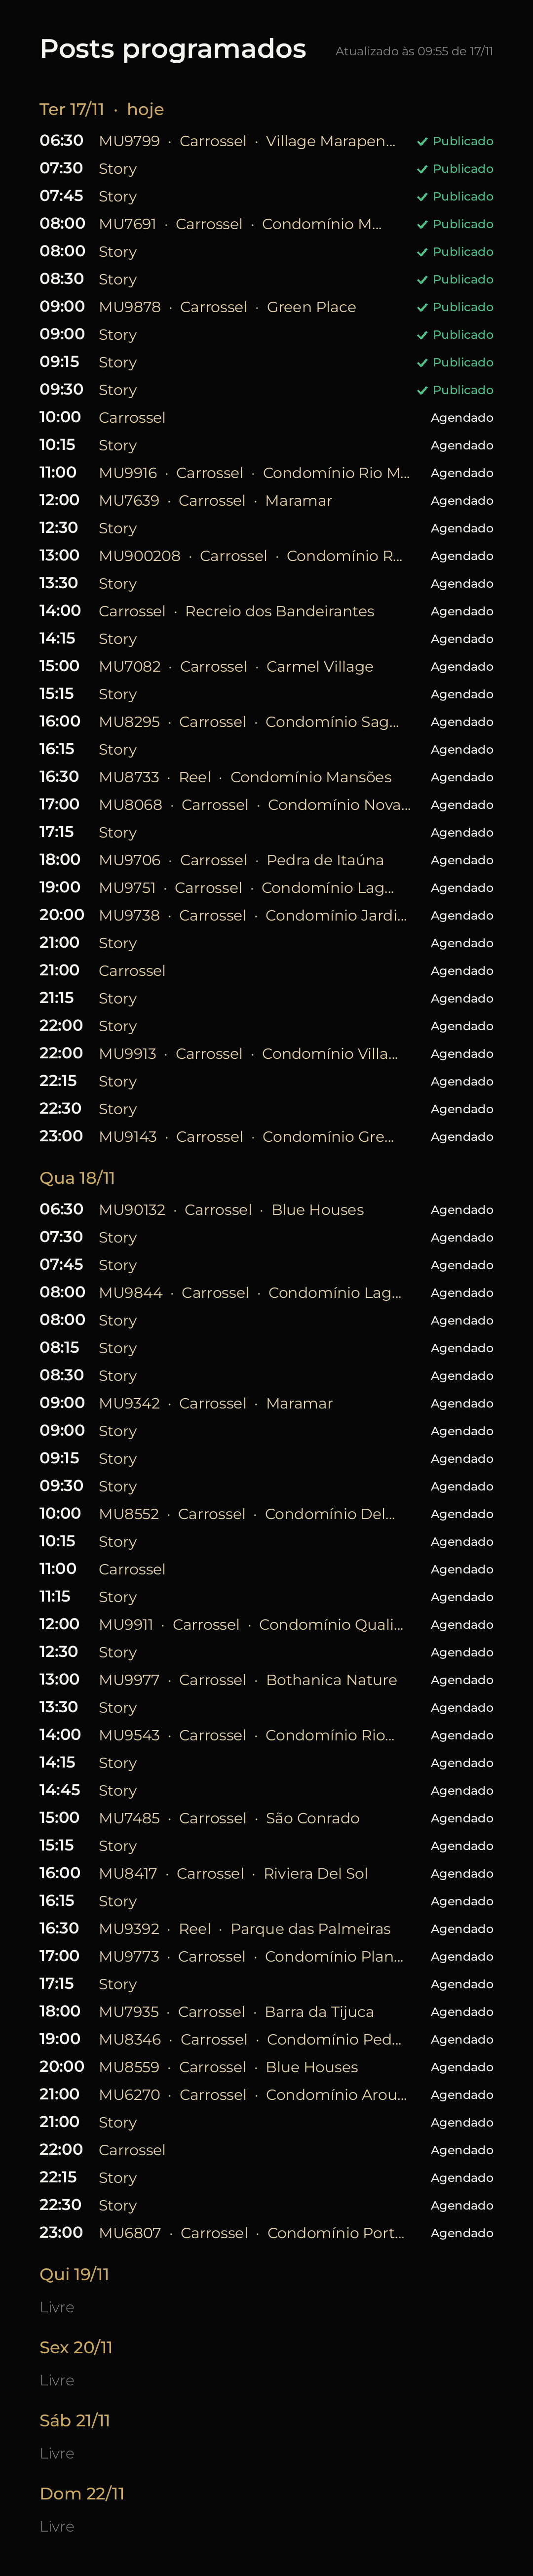 Posts programados Atualizado às 09:55 de 17/11
Ter 17/11 · hoje
06:30 MU9799 · Carrossel · Village Marapen... ✓ Publicado
07:30 Story ✓ Publicado
07:45 Story ✓ Publicado
08:00 MU7691 · Carrossel · Condomínio M... ✓ Publicado
08:00 Story ✓ Publicado
08:30 Story ✓ Publicado
09:00 MU9878 · Carrossel · Green Place ✓ Publicado
09:00 Story ✓ Publicado
09:15 Story ✓ Publicado
09:30 Story ✓ Publicado
10:00 Carrossel Agendado
10:15 Story Agendado
11:00 MU9916 · Carrossel · Condomínio Rio M... Agendado
12:00 MU7639 · Carrossel · Maramar Agendado
12:30 Story Agendado
13:00 MU900208 · Carrossel · Condomínio R... Agendado
13:30 Story Agendado
14:00 Carrossel · Recreio dos Bandeirantes Agendado
14:15 Story Agendado
15:00 MU7082 · Carrossel · Carmel Village Agendado
15:15 Story Agendado
16:00 MU8295 · Carrossel · Condomínio Sag... Agendado
16:15 Story Agendado
16:30 MU8733 · Reel · Condomínio Mansões Agendado
17:00 MU8068 · Carrossel · Condomínio Nova... Agendado
17:15 Story Agendado
18:00 MU9706 · Carrossel · Pedra de Itaúna Agendado
19:00 MU9751 · Carrossel · Condomínio Lag... Agendado
20:00 MU9738 · Carrossel · Condomínio Jardi... Agendado
21:00 Story Agendado
21:00 Carrossel Agendado
21:15 Story Agendado
22:00 Story Agendado
22:00 MU9913 · Carrossel · Condomínio Villa... Agendado
22:15 Story Agendado
22:30 Story Agendado
23:00 MU9143 · Carrossel · Condomínio Gre... Agendado
Qua 18/11
06:30 MU90132 · Carrossel · Blue Houses Agendado
07:30 Story Agendado
07:45 Story Agendado
08:00 MU9844 · Carrossel · Condomínio Lag... Agendado
08:00 Story Agendado
08:15 Story Agendado
08:30 Story Agendado
09:00 MU9342 · Carrossel · Maramar Agendado
09:00 Story Agendado
09:15 Story Agendado
09:30 Story Agendado
10:00 MU8552 · Carrossel · Condomínio Del... Agendado
10:15 Story Agendado
11:00 Carrossel Agendado
11:15 Story Agendado
12:00 MU9911 · Carrossel · Condomínio Quali... Agendado
12:30 Story Agendado
13:00 MU9977 · Carrossel · Bothanica Nature Agendado
13:30 Story Agendado
14:00 MU9543 · Carrossel · Condomínio Rio... Agendado
14:15 Story Agendado
14:45 Story Agendado
15:00 MU7485 · Carrossel · São Conrado Agendado
15:15 Story Agendado
16:00 MU8417 · Carrossel · Riviera Del Sol Agendado
16:15 Story Agendado
16:30 MU9392 · Reel · Parque das Palmeiras Agendado
17:00 MU9773 · Carrossel · Condomínio Plan... Agendado
17:15 Story Agendado
18:00 MU7935 · Carrossel · Barra da Tijuca Agendado
19:00 MU8346 · Carrossel · Condomínio Ped... Agendado
20:00 MU8559 · Carrossel · Blue Houses Agendado
21:00 MU6270 · Carrossel · Condomínio Arou... Agendado
21:00 Story Agendado
22:00 Carrossel Agendado
22:15 Story Agendado
22:30 Story Agendado
23:00 MU6807 · Carrossel · Condomínio Port... Agendado
Qui 19/11
Livre
Sex 20/11
Livre
Sáb 21/11
Livre
Dom 22/11
Livre